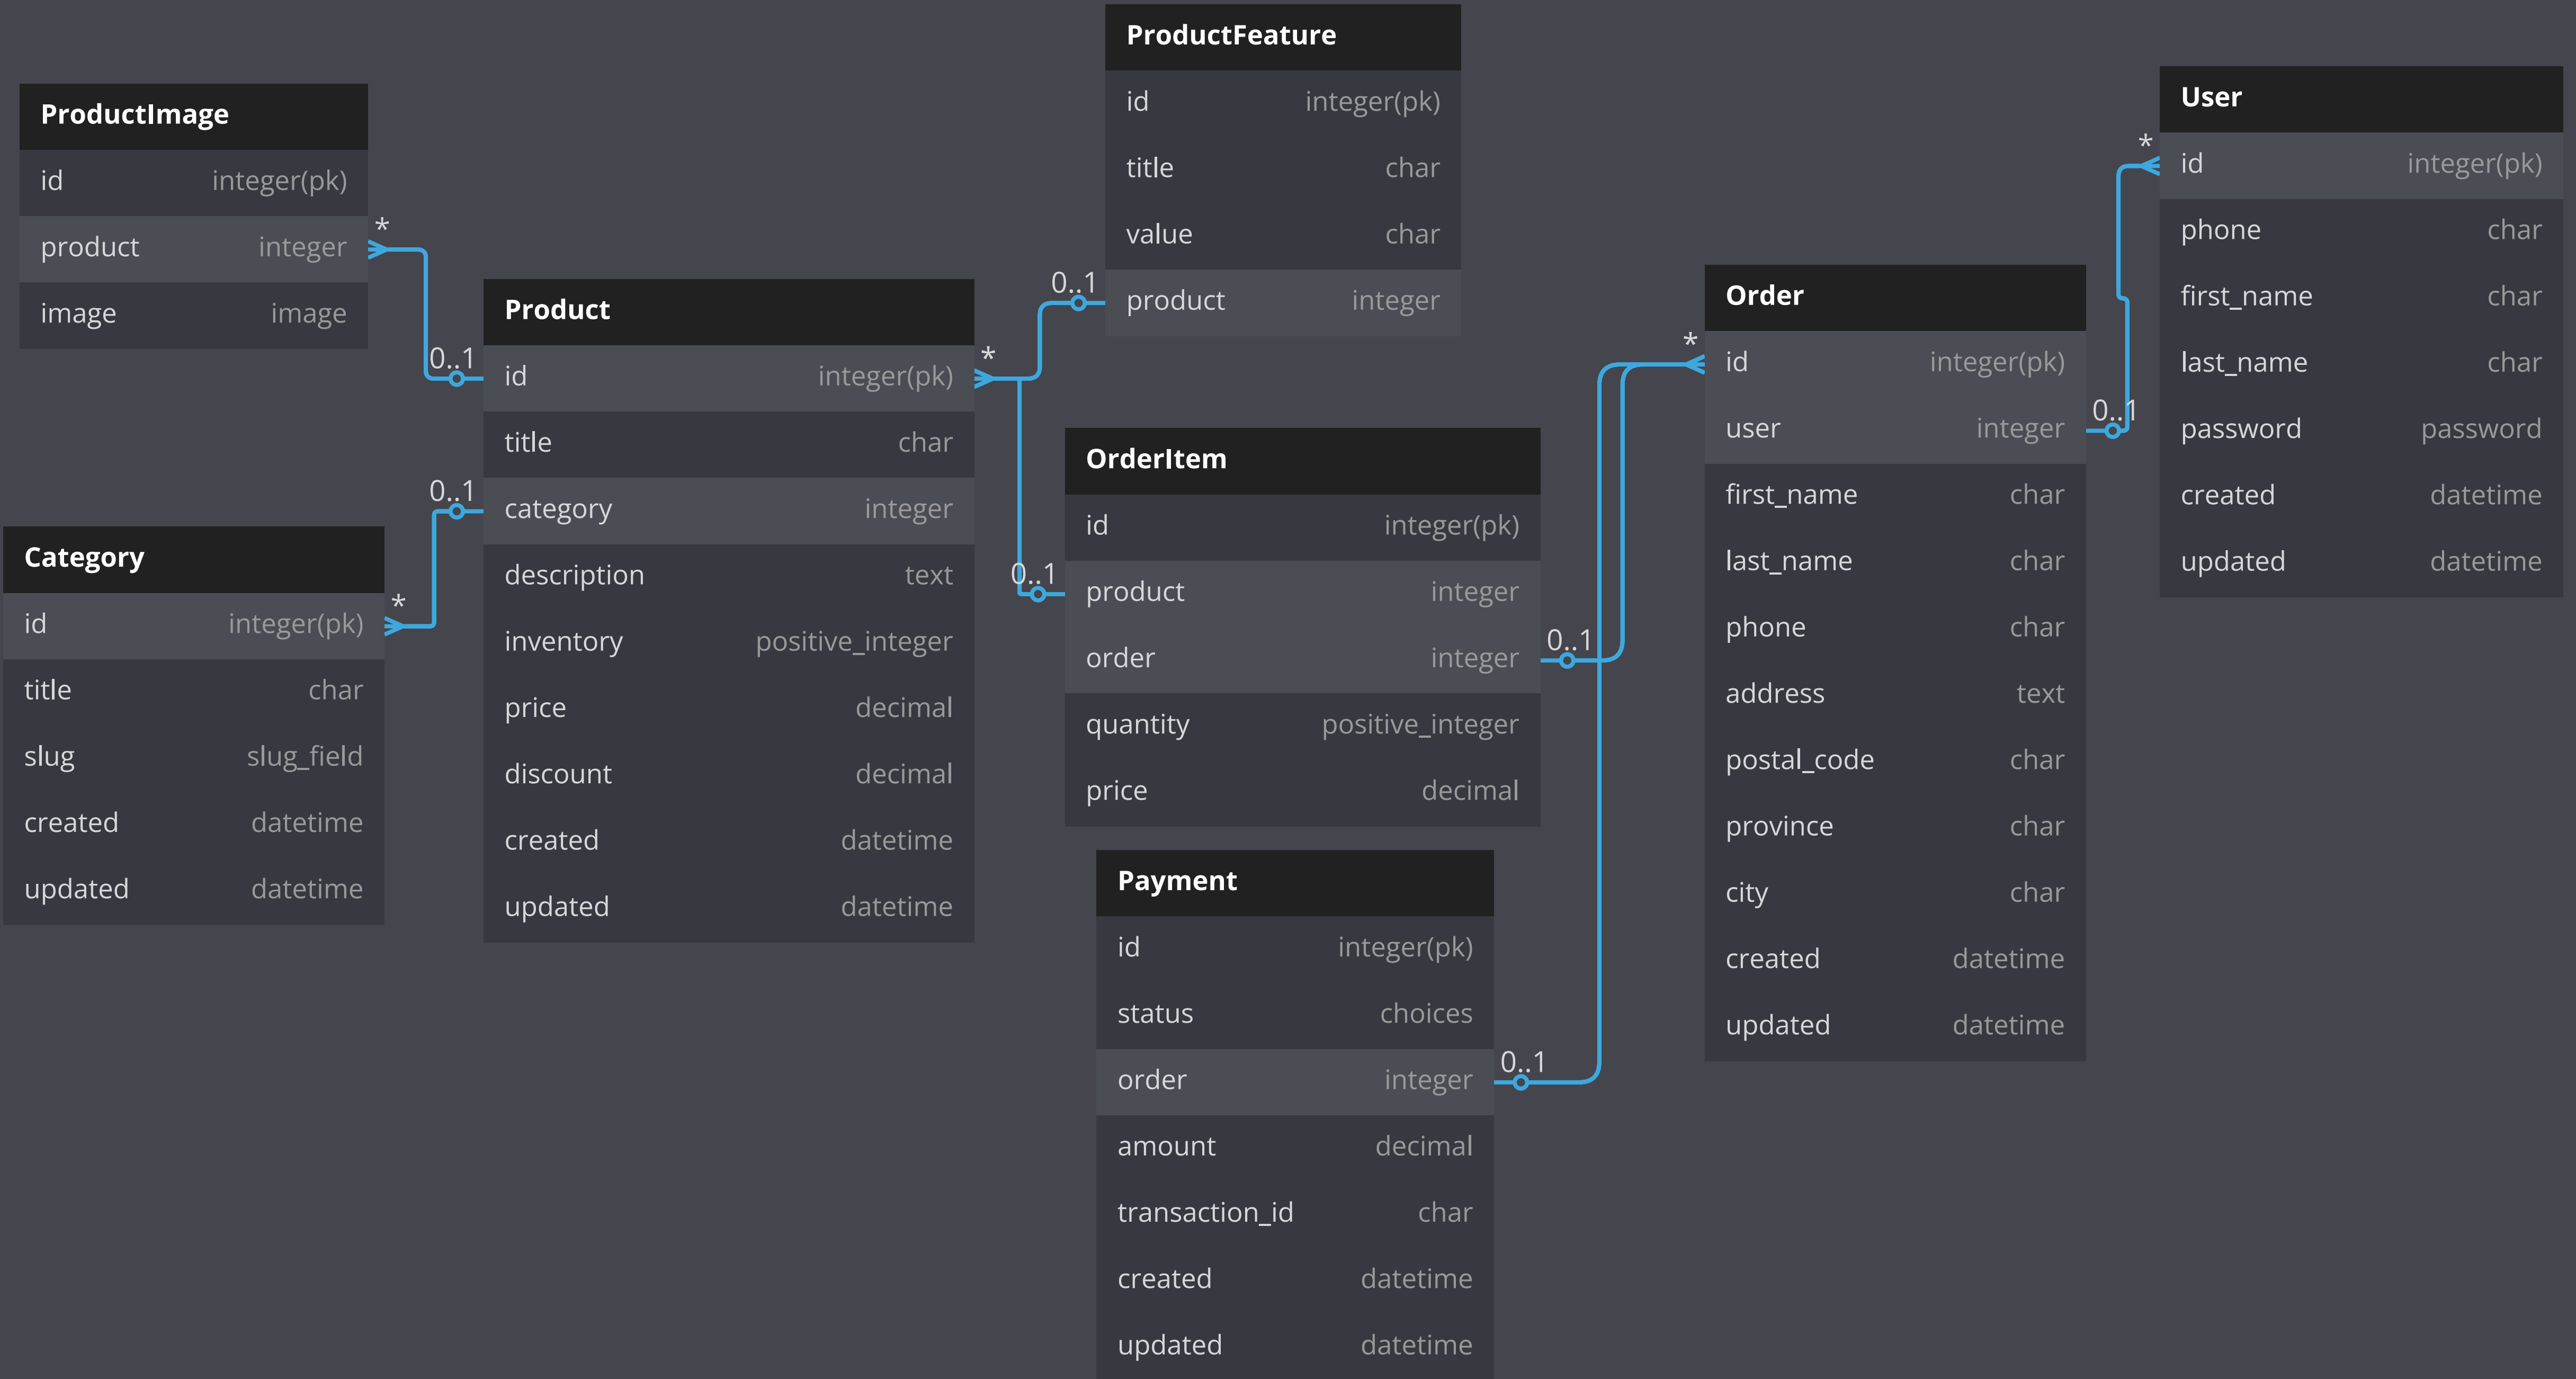 ProductImage
id integer(pk)
* product integer
image image
Category
id integer(pk) *
title char
slug slug_field
created datetime
updated datetime
Product
0..1 id integer(pk) *
title char
0..1 category integer
description text
inventory positive_integer
price decimal
discount decimal
created datetime
updated datetime
ProductFeature
id integer(pk)
title char
value char
0..1 product integer
OrderItem
id integer(pk)
0..1 product integer
order integer 0..1
quantity positive_integer
price decimal
Payment
id integer(pk)
status choices
order integer 0..1
amount decimal
transaction_id char
created datetime
updated datetime
Order
* id integer(pk)
user integer 0..1
first_name char
last_name char
phone char
address text
postal_code char
province char
city char
created datetime
updated datetime
User
* id integer(pk)
phone char
first_name char
last_name char
password password
created datetime
updated datetime